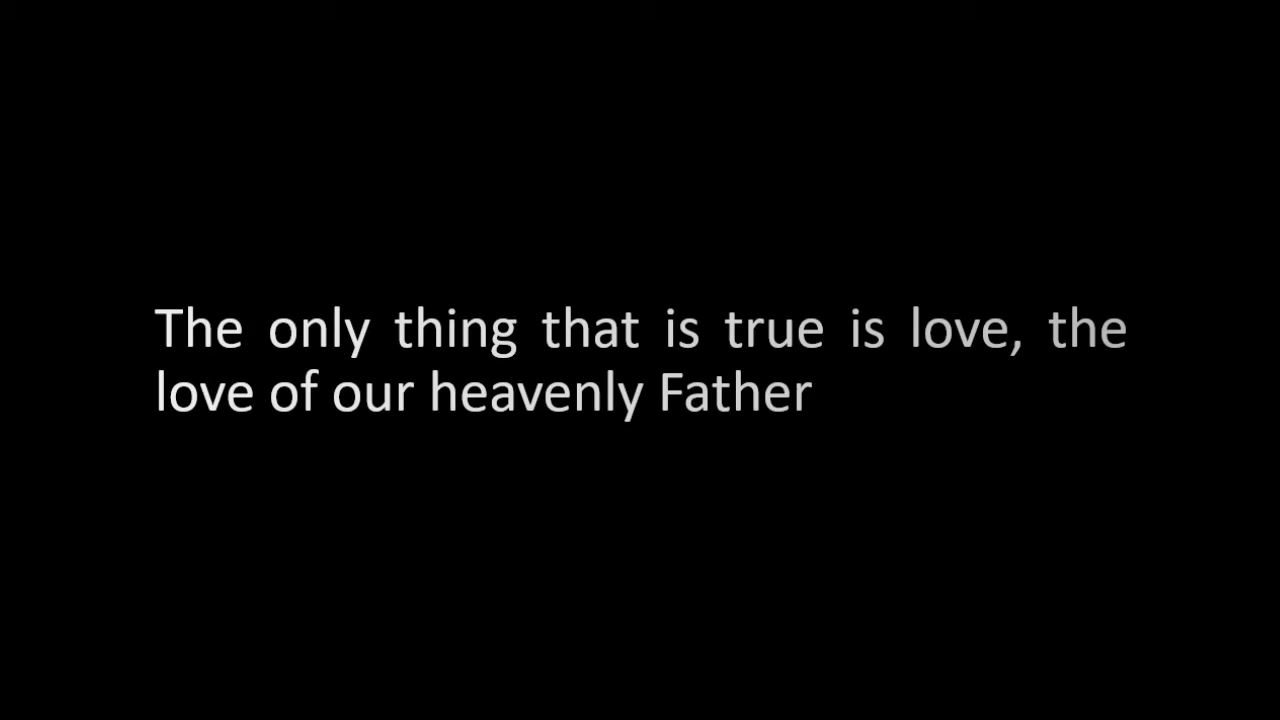 The only thing that is true is love, the
love of our heavenly Father